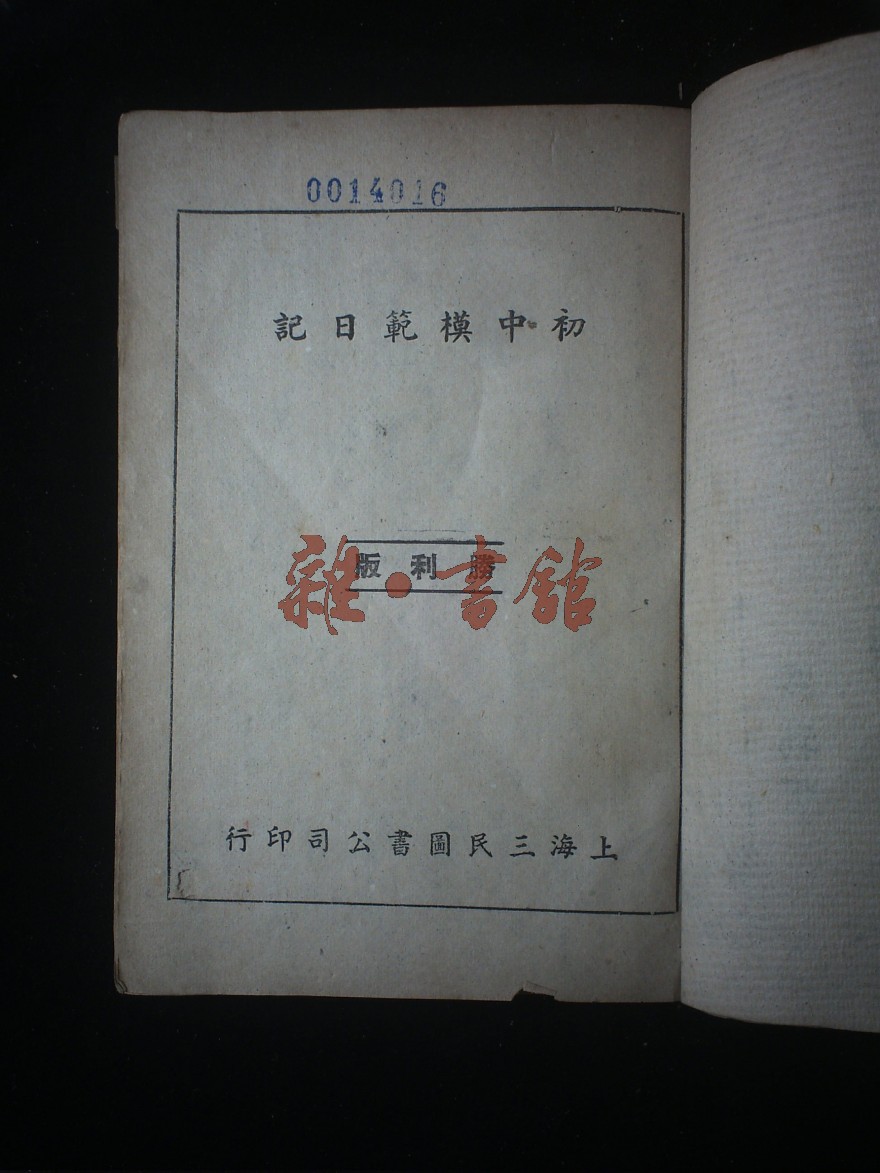 0014016
初中模範日記
勝利版
雜·書館
上海三民圖書公司印行